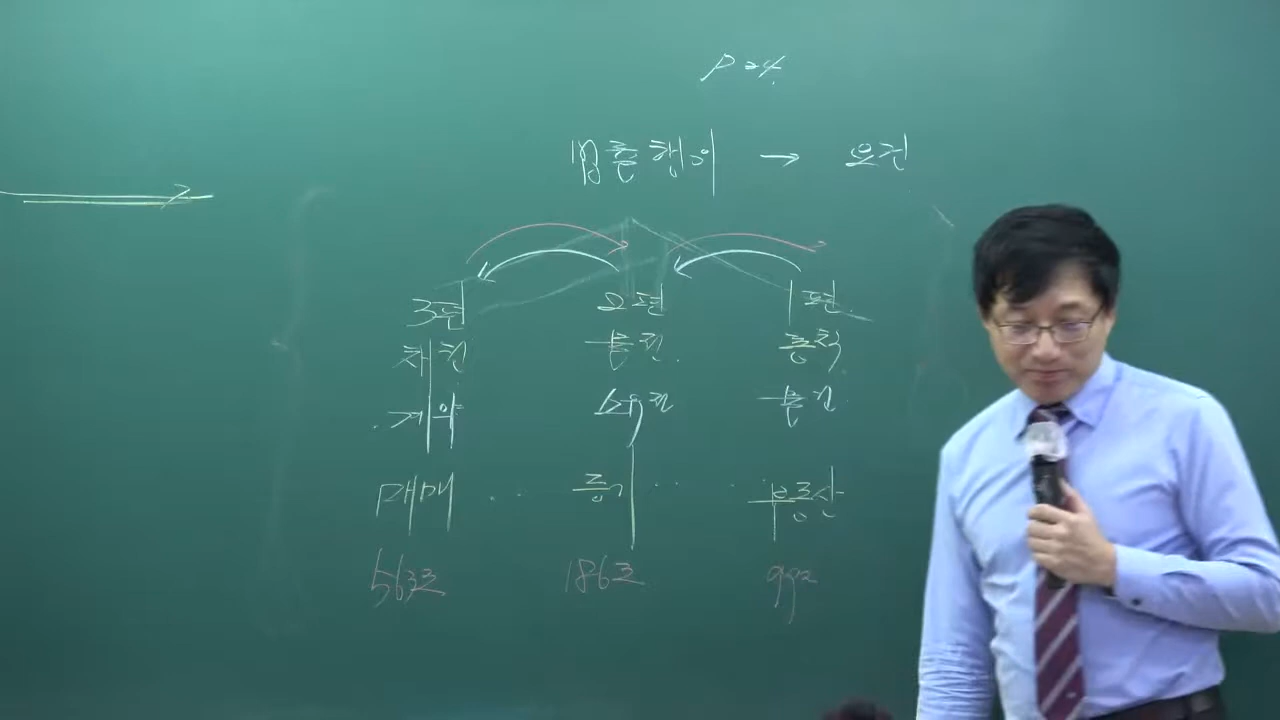 P 24
법률행위 → 요건
3편 2편 1편
채권 물권 총칙
계약 소유권 물건
매매 .. 등기 .. 부동산
563조 186조 99조